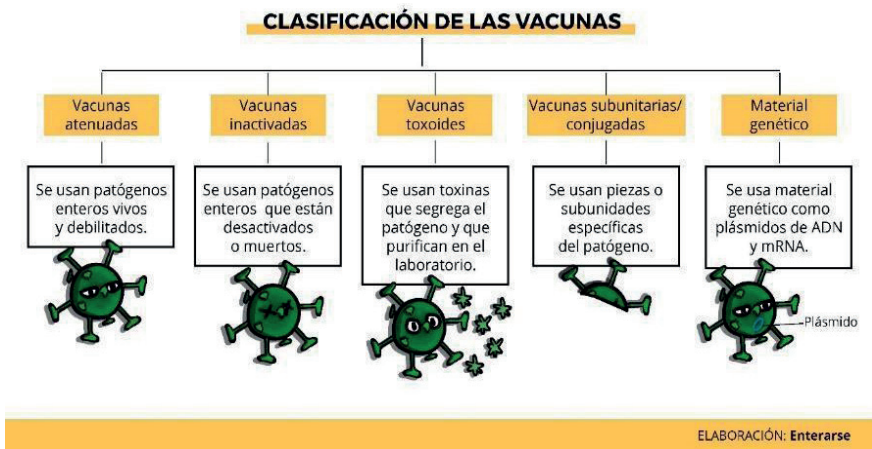 CLASIFICACIÓN DE LAS VACUNAS
Vacunas
atenuadas
Se usan patógenos
enteros vivos
y debilitados.
Vacunas
inactivadas
Se usan patógenos
enteros que están
desactivados
o muertos.
Vacunas
toxoides
Se usan toxinas
que segrega el
patógeno y que
purifican en el
laboratorio.
Vacunas subunitarias/
conjugadas
Se usan piezas o
subunidades
específicas
del patógeno.
Material
genético
Se usa material
genético como
plásmidos de ADN
y mRNA.
Plásmido
ELABORACIÓN: Enterarse